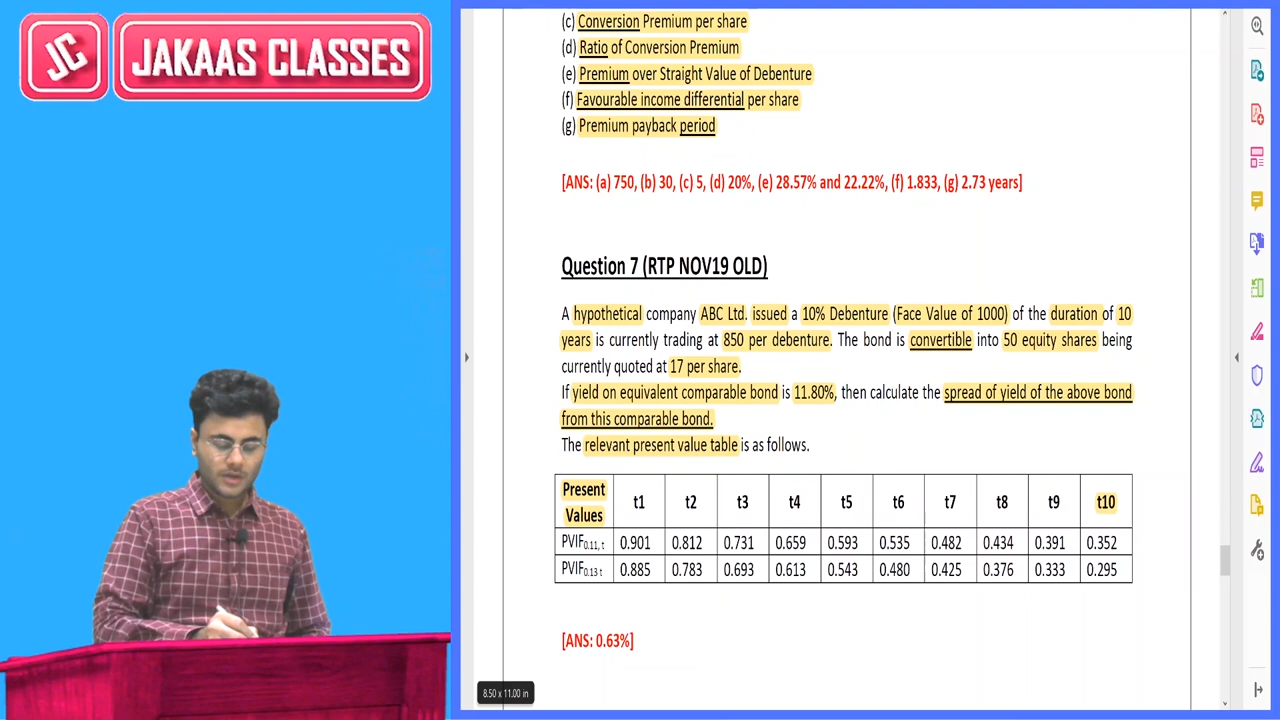 JC
JAKAAS CLASSES
(c) Conversion Premium per share
(d) Ratio of Conversion Premium
(e) Premium over Straight Value of Debenture
(f) Favourable income differential per share
(g) Premium payback period
[ANS: (a) 750, (b) 30, (c) 5, (d) 20%, (e) 28.57% and 22.22%, (f) 1.833, (g) 2.73 years]
Question 7 (RTP NOV19 OLD)
A hypothetical company ABC Ltd. issued a 10% Debenture (Face Value of 1000) of the duration of 10
years is currently trading at 850 per debenture. The bond is convertible into 50 equity shares being
currently quoted at 17 per share.
If yield on equivalent comparable bond is 11.80%, then calculate the spread of yield of the above bond
from this comparable bond.
The relevant present value table is as follows.
Present Values t1 t2 t3 t4 t5 t6 t7 t8 t9 t10
PVIF0.11, t 0.901 0.812 0.731 0.659 0.593 0.535 0.482 0.434 0.391 0.352
PVIF0.13 t 0.885 0.783 0.693 0.613 0.543 0.480 0.425 0.376 0.333 0.295
[ANS: 0.63%]
8.50 x 11.00 in